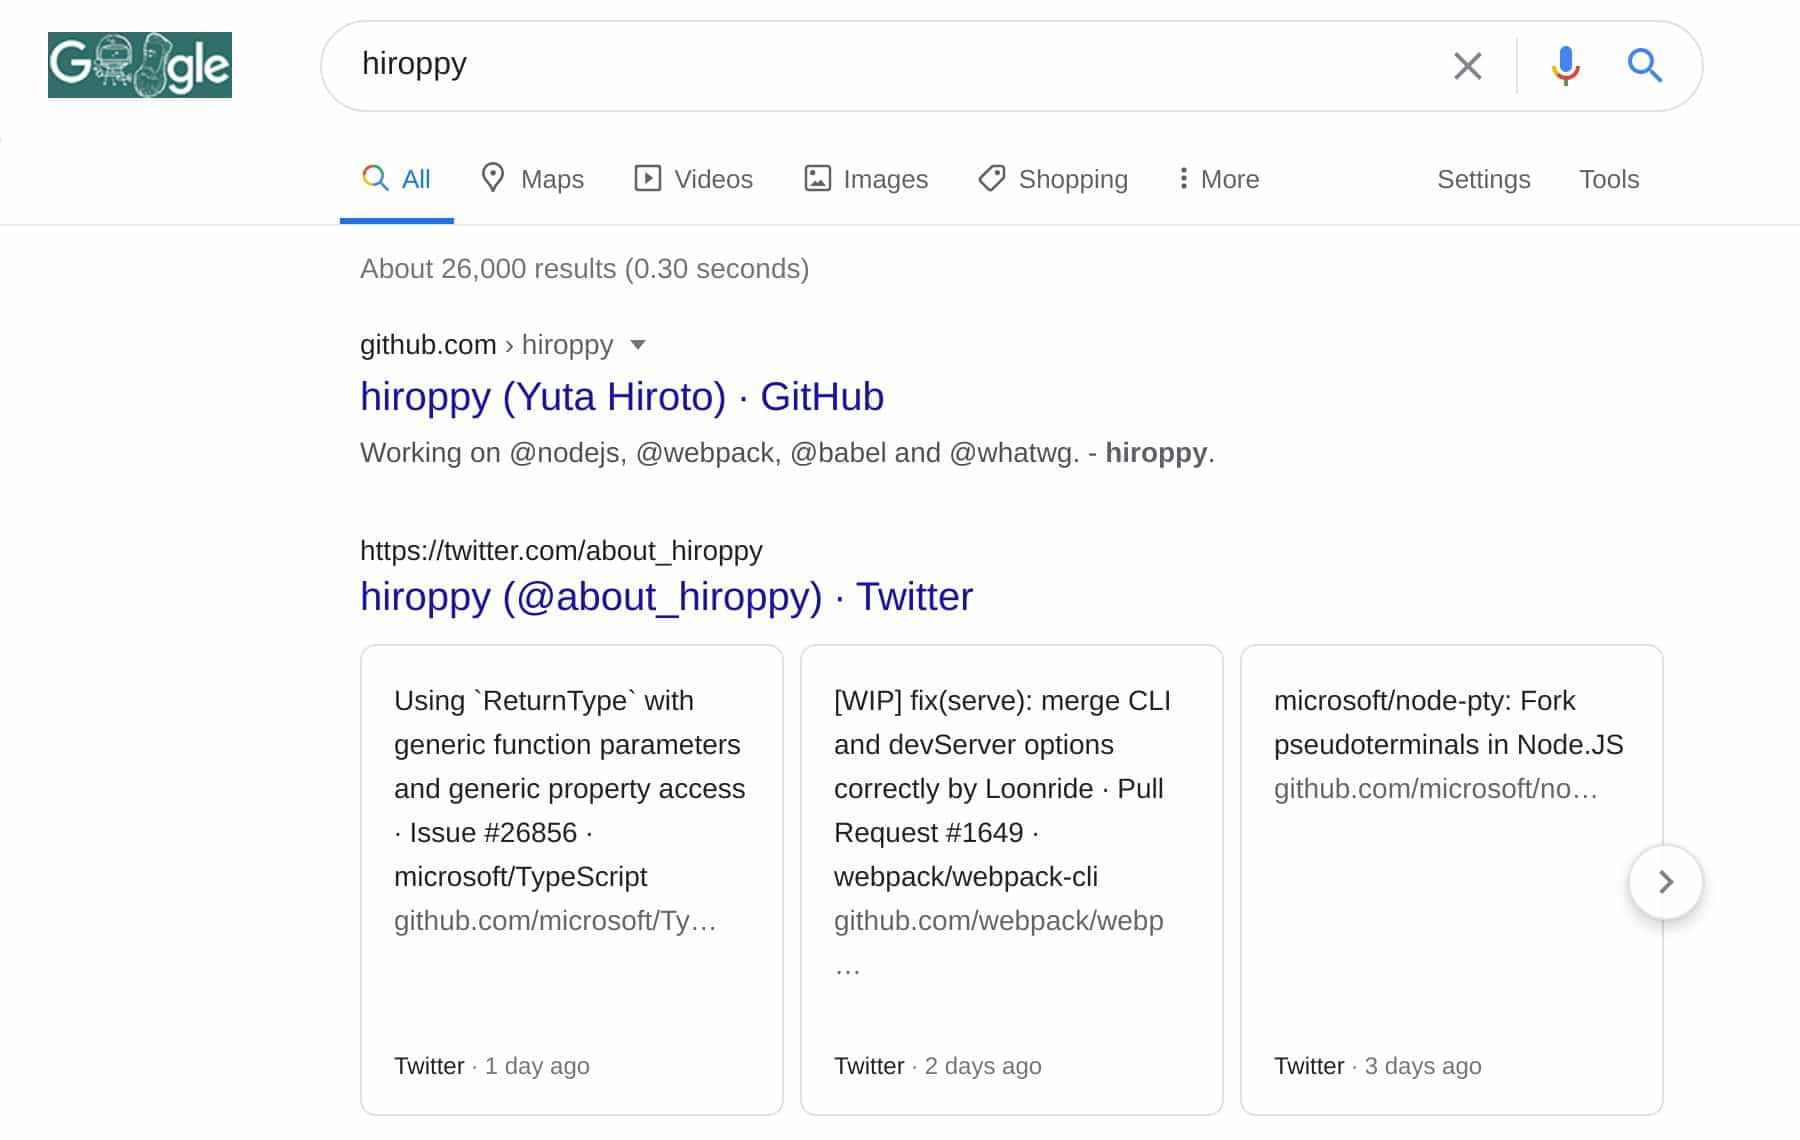 Google
hiroppy
All Maps Videos Images Shopping More Settings Tools
About 26,000 results (0.30 seconds)
github.com › hiroppy
hiroppy (Yuta Hiroto) · GitHub
Working on @nodejs, @webpack, @babel and @whatwg. - hiroppy.
https://twitter.com/about_hiroppy
hiroppy (@about_hiroppy) · Twitter
Using `ReturnType` with
generic function parameters
and generic property access
· Issue #26856 ·
microsoft/TypeScript
github.com/microsoft/Ty…
Twitter · 1 day ago
[WIP] fix(serve): merge CLI
and devServer options
correctly by Loonride · Pull
Request #1649 ·
webpack/webpack-cli
github.com/webpack/webp
…
Twitter · 2 days ago
microsoft/node-pty: Fork
pseudoterminals in Node.JS
github.com/microsoft/no…
Twitter · 3 days ago